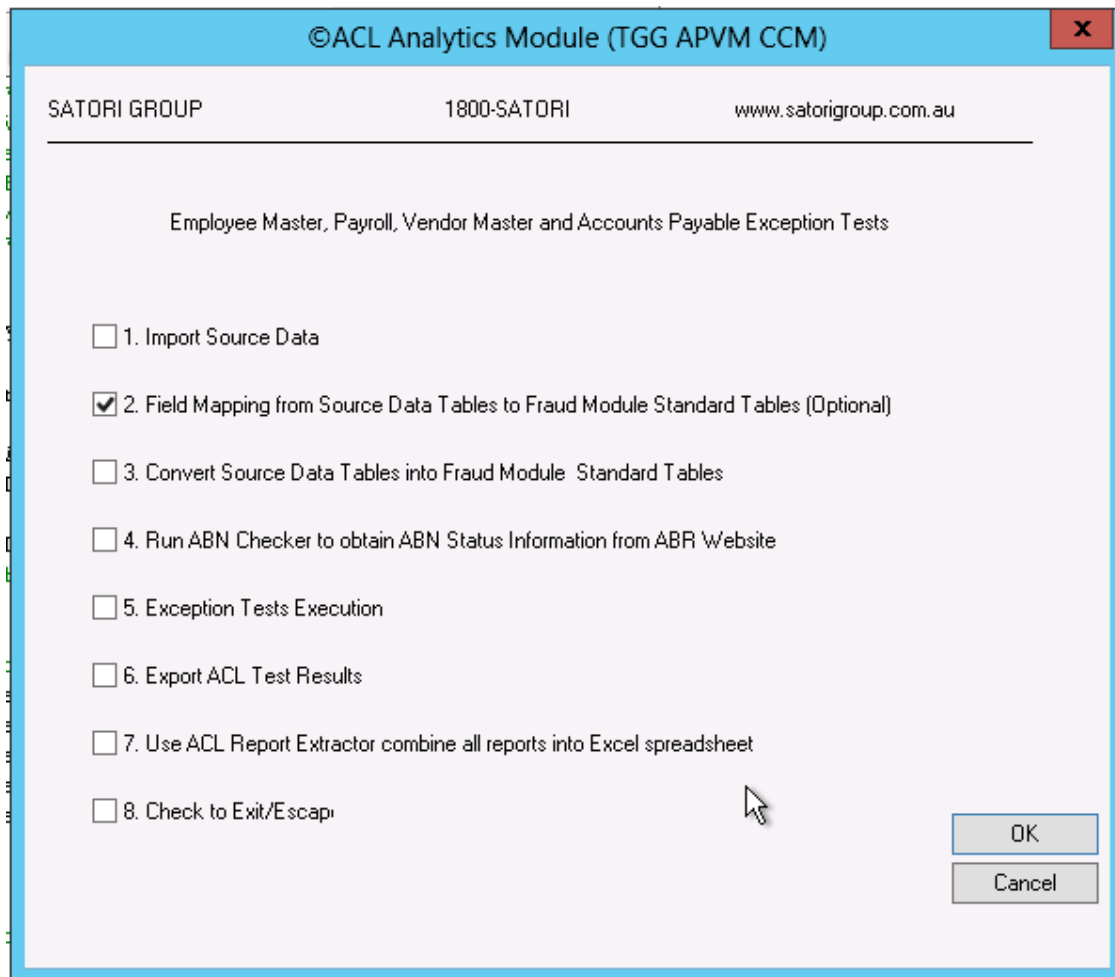 ©ACL Analytics Module (TGG APVM CCM)
x
SATORI GROUP 1800-SATORI www.satorigroup.com.au
Employee Master, Payroll, Vendor Master and Accounts Payable Exception Tests
1. Import Source Data
2. Field Mapping from Source Data Tables to Fraud Module Standard Tables (Optional)
3. Convert Source Data Tables into Fraud Module Standard Tables
4. Run ABN Checker to obtain ABN Status Information from ABR Website
5. Exception Tests Execution
6. Export ACL Test Results
7. Use ACL Report Extractor combine all reports into Excel spreadsheet
8. Check to Exit/Escap
OK
Cancel